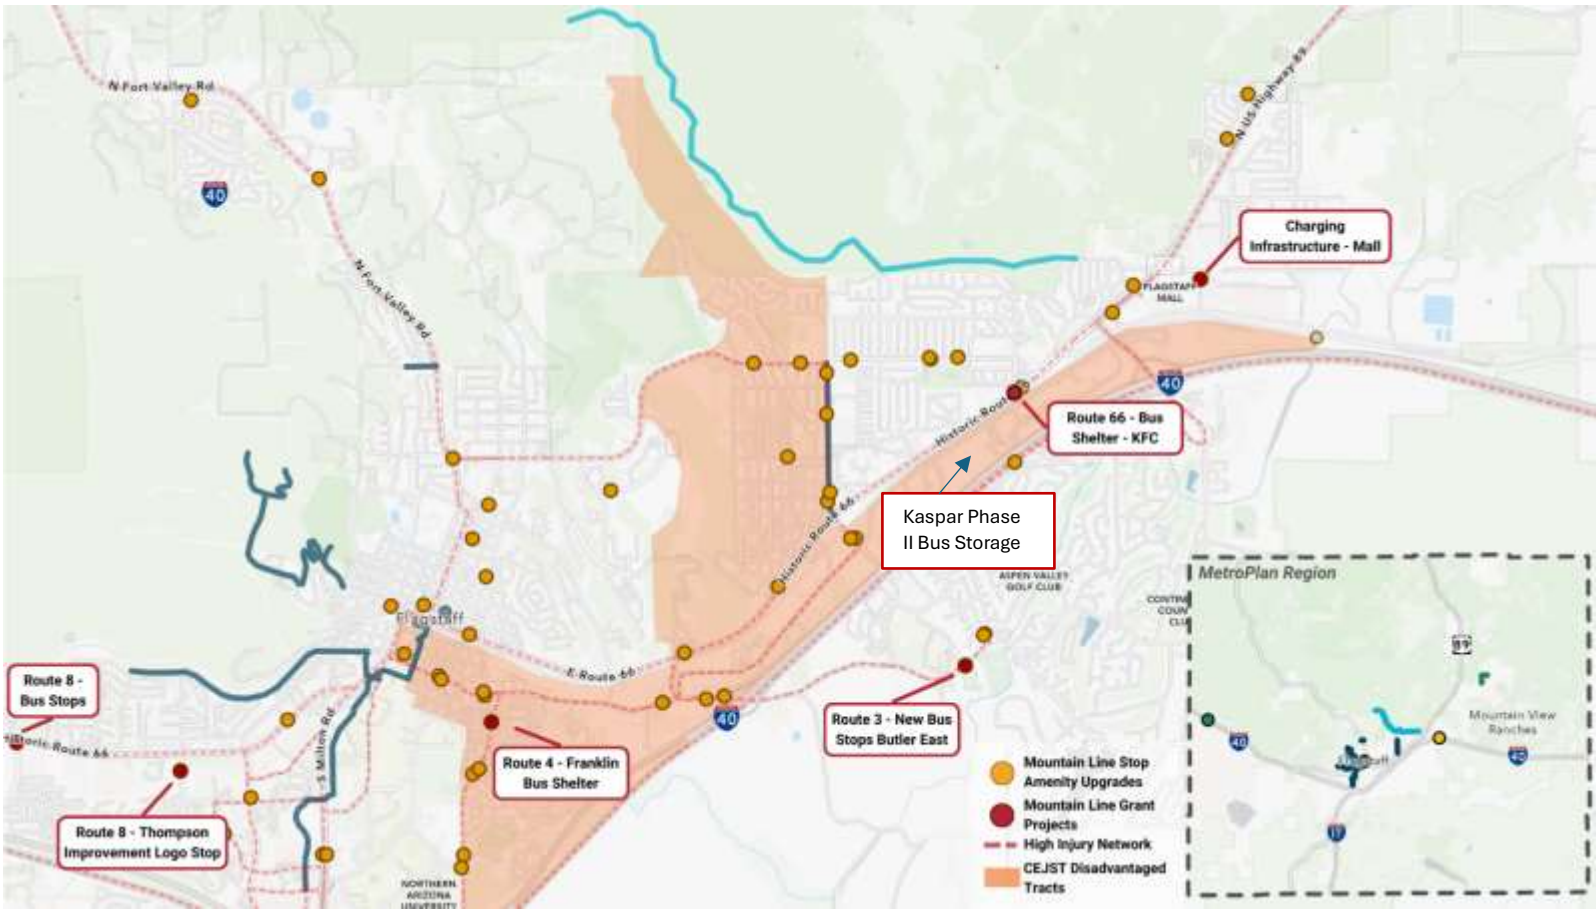 N Fort Valley Rd
40
N Fort Valley Rd
N US Highway 89
Charging
Infrastructure - Mall
FLAGSTAFF
MALL
40
Historic Rout
Route 66 - Bus
Shelter - KFC
Kaspar Phase
II Bus Storage
Historic Route 66
ASPEN VALLEY
GOLF CLUB
CONTIN
COUN
CLU
Flagstaff
E Route 66
40
Route 8 -
Bus Stops
Historic Route 66
S Milton Rd
Route 3 - New Bus
Stops Butler East
Route 4 - Franklin
Bus Shelter
Route 8 - Thompson
Improvement Logo Stop
NORTHERN
ARIZONA
UNIVERSITY
Mountain Line Stop
Amenity Upgrades
Mountain Line Grant
Projects
High Injury Network
CEJST Disadvantaged
Tracts
MetroPlan Region
89
Mountain View
Ranches
40
40
17